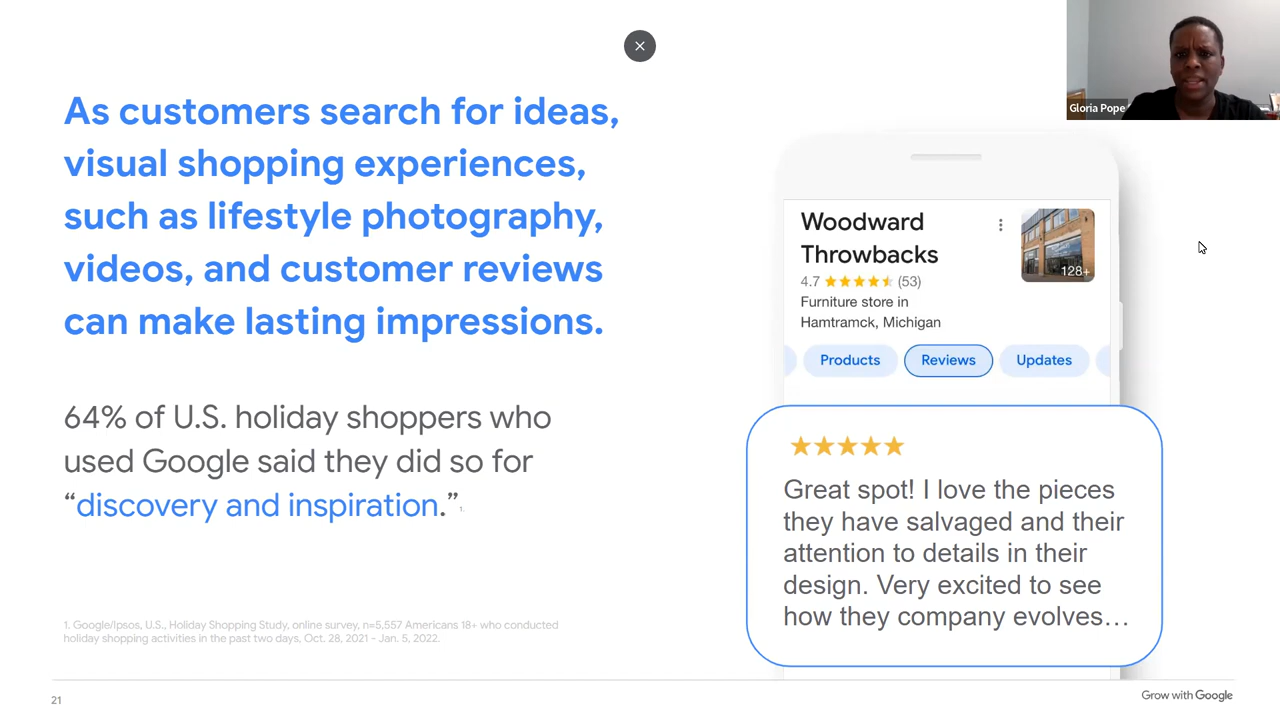 As customers search for ideas,
visual shopping experiences,
such as lifestyle photography,
videos, and customer reviews
can make lasting impressions.
64% of U.S. holiday shoppers who
used Google said they did so for
“discovery and inspiration.” 1.
1. Google/Ipsos, U.S., Holiday Shopping Study, online survey, n=5,557 Americans 18+ who conducted
holiday shopping activities in the past two days, Oct. 28, 2021 - Jan. 5, 2022.
21
Gloria Pope
Woodward
Throwbacks
128+
4.7 ★★★★★ (53)
Furniture store in
Hamtramck, Michigan
Products Reviews Updates
★★★★★
Great spot! I love the pieces
they have salvaged and their
attention to details in their
design. Very excited to see
how they company evolves…
Grow with Google